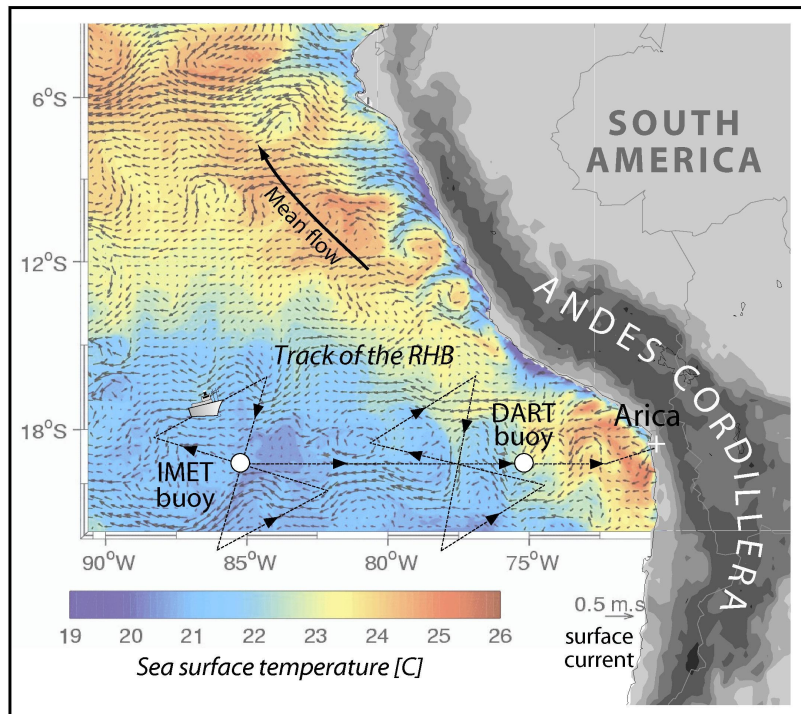 6°S
SOUTH
AMERICA
Mean flow
12°S
ANDES CORDILLERA
Track of the RHB
DART
buoy
Arica
18°S
IMET
buoy
90°W
85°W
80°W
75°W
0.5 m.s
19 20 21 22 23 24 25 26
surface
current
Sea surface temperature [C]